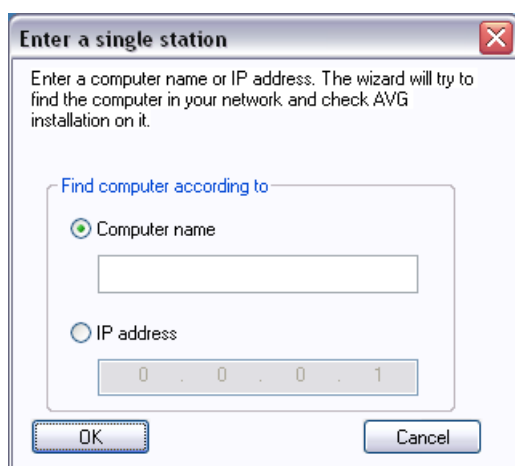 Enter a single station
Enter a computer name or IP address. The wizard will try to
find the computer in your network and check AVG
installation on it.
Find computer according to
Computer name
IP address
0 . 0 . 0 . 1
OK Cancel